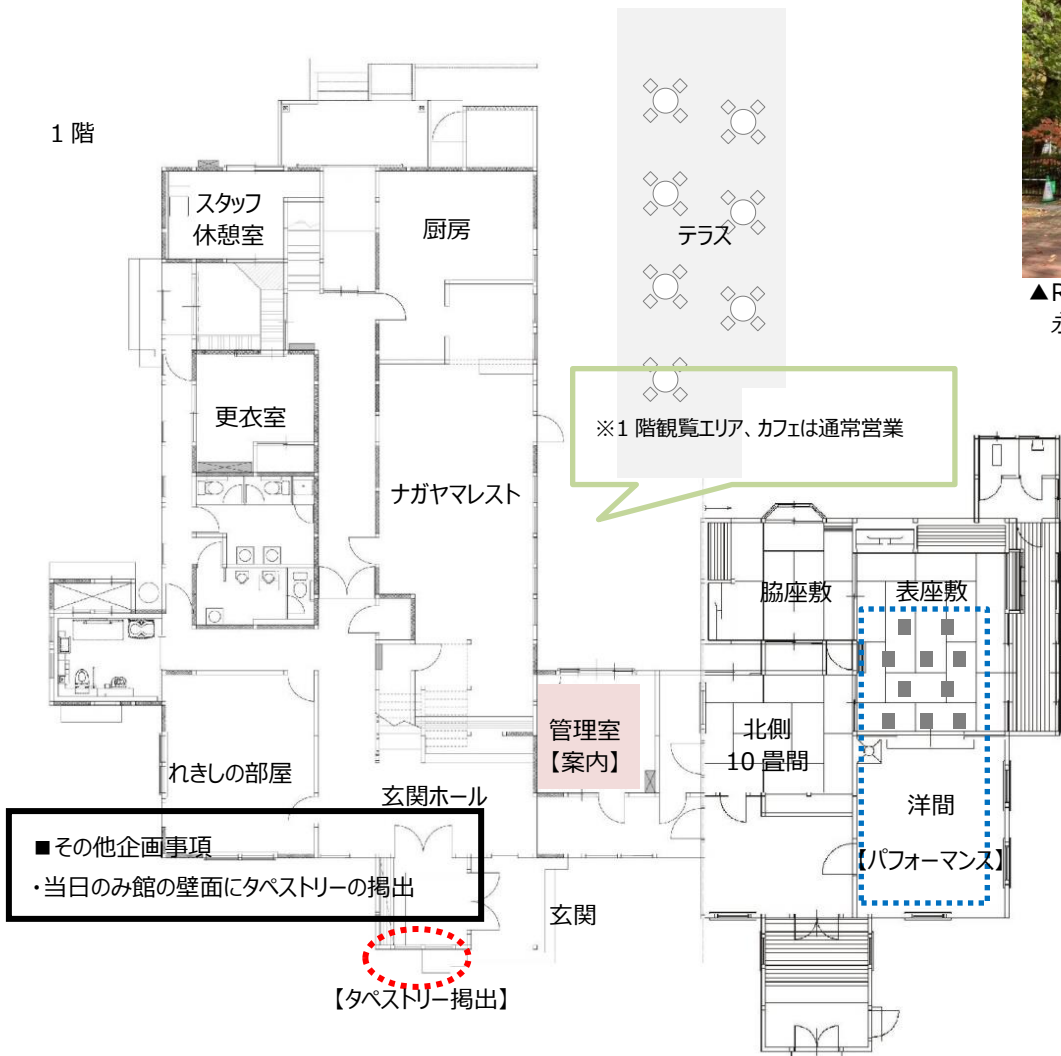 1 階
スタッフ
休憩室
厨房
テラス
▲R
更衣室
※1 階観覧エリア、カフェは通常営業
ナガヤマレスト
脇座敷
表座敷
管理室
【案内】
北側
10 畳間
れきしの部屋
玄関ホール
洋間
【パフォーマンス】
■その他企画事項
・当日のみ館の壁面にタペストリーの掲出
玄関
【タペストリー掲出】